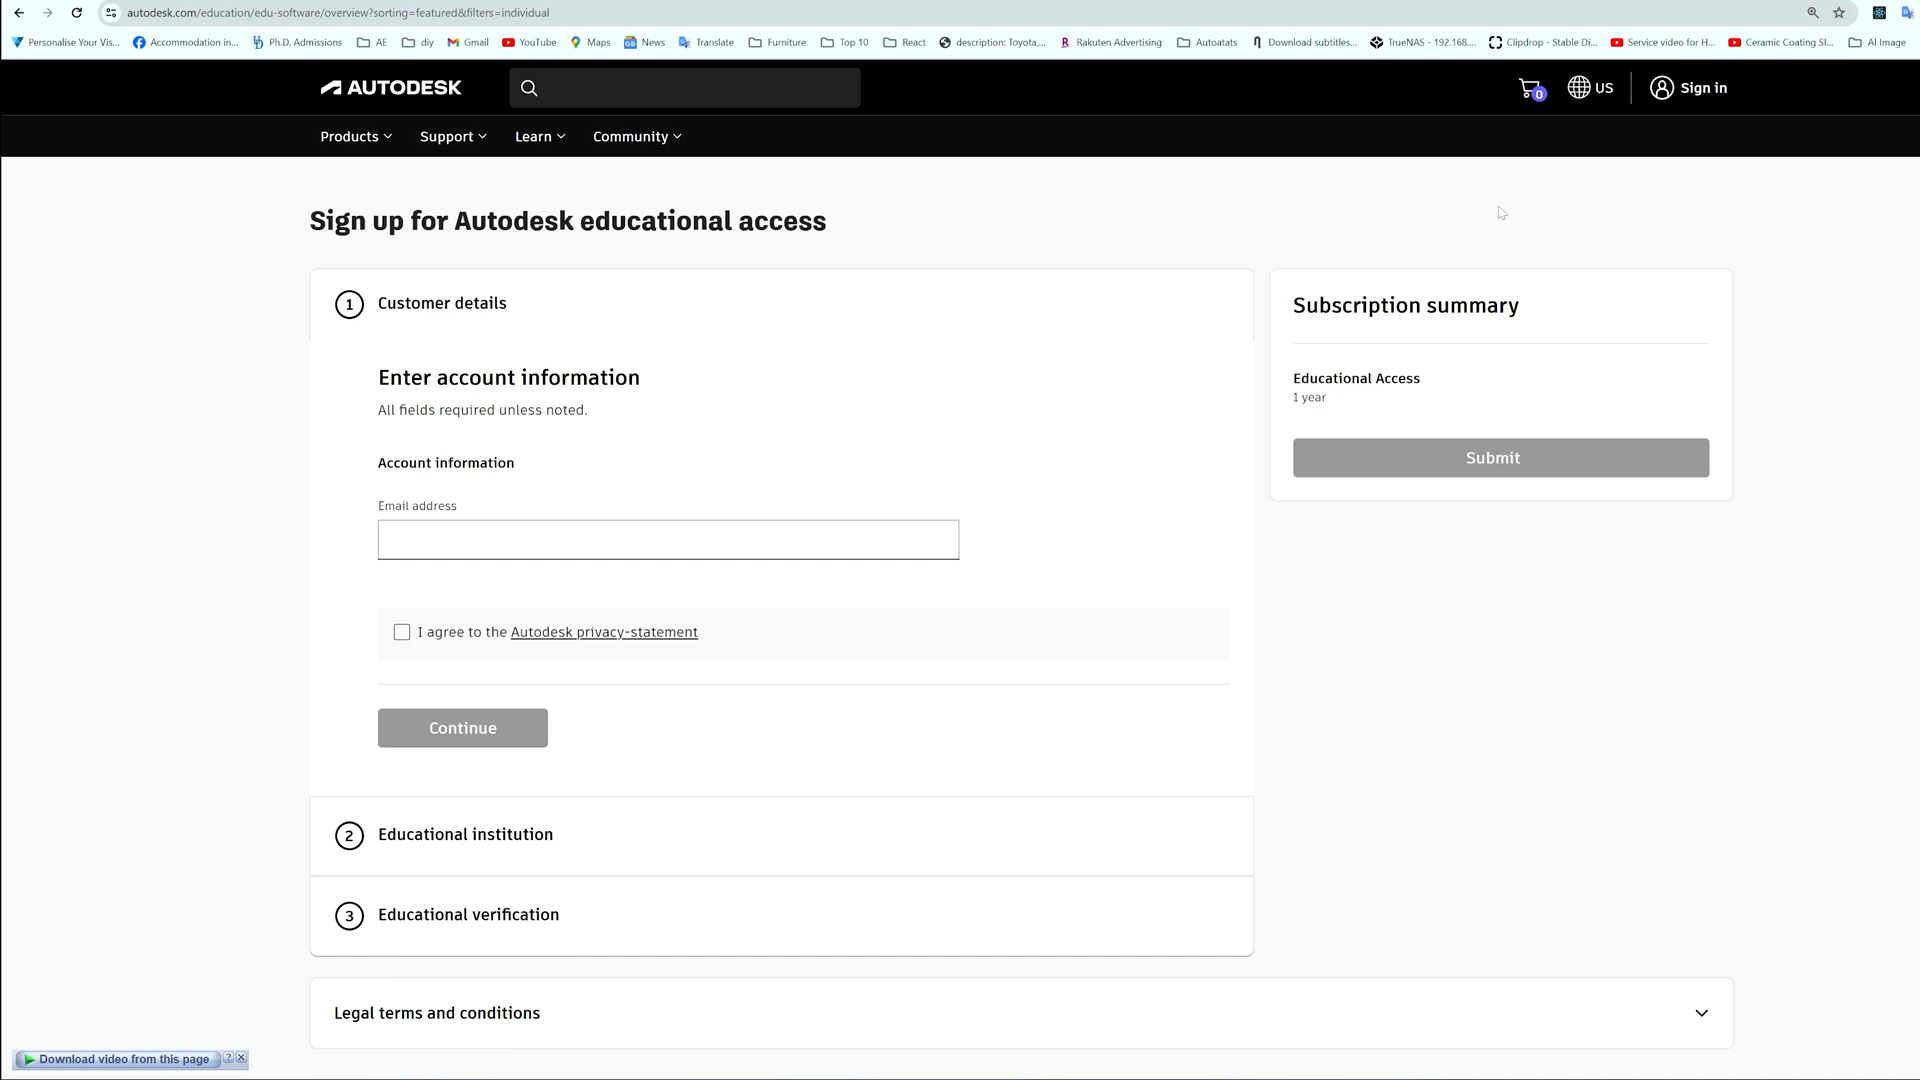 autodesk.com/education/edu-software/overview?sorting=featured&filters=individual
Personalise Your Vis... Accommodation in... Ph.D. Admissions AE diy Gmail YouTube Maps News Translate Furniture Top 10 React description: Toyota,... Rakuten Advertising Autoatats Download subtitles... TrueNAS - 192.168.... Clipdrop - Stable Di... Service video for H... Ceramic Coating Sl... AI Image
AUTODESK
0 US Sign in
Products Support Learn Community
Sign up for Autodesk educational access
1 Customer details
Enter account information
All fields required unless noted.
Account information
Email address
I agree to the Autodesk privacy-statement
Continue
2 Educational institution
3 Educational verification
Subscription summary
Educational Access
1 year
Submit
Legal terms and conditions
Download video from this page ? X